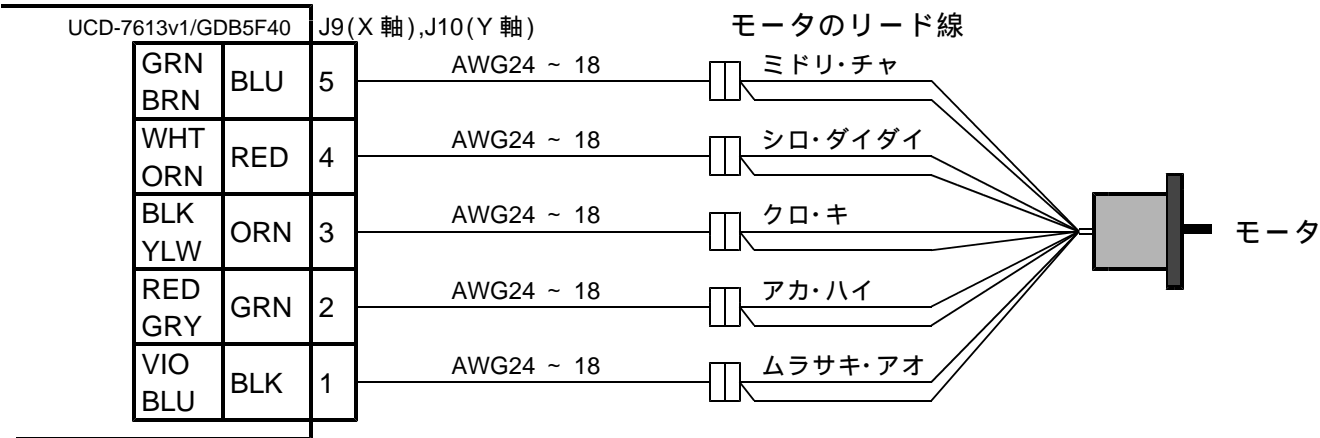 UCD-7613v1/GDB5F40 J9(X 軸),J10(Y 軸) モータのリード線
GRN
BRN
BLU 5 AWG24 ~ 18 ミドリ・チャ
WHT
ORN
RED 4 AWG24 ~ 18 シロ・ダイダイ
BLK
YLW
ORN 3 AWG24 ~ 18 クロ・キ
モータ
RED
GRY
GRN 2 AWG24 ~ 18 アカ・ハイ
VIO
BLU
BLK 1 AWG24 ~ 18 ムラサキ・アオ